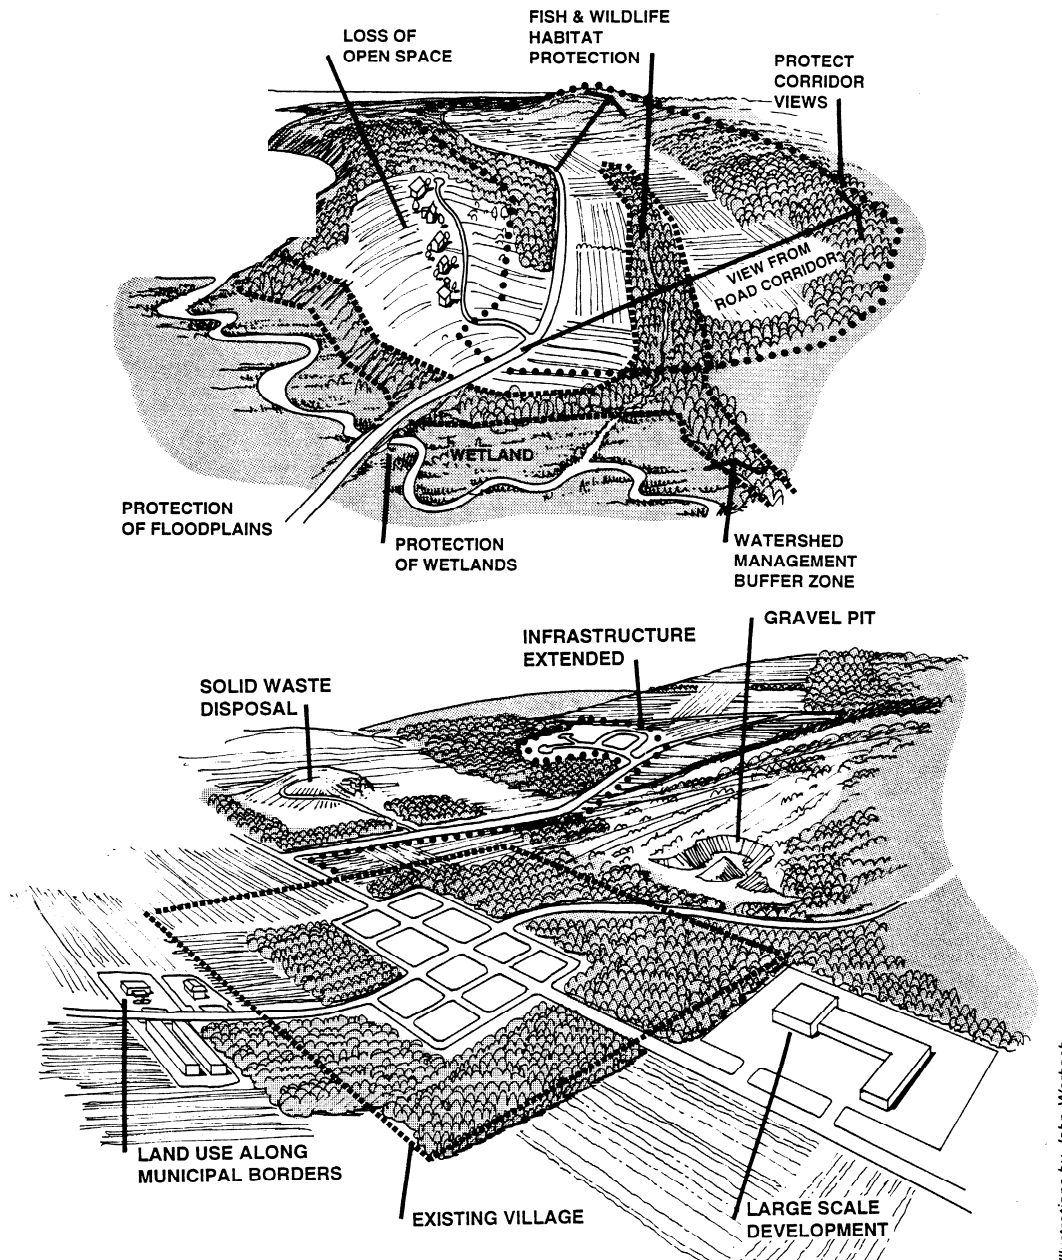 LOSS OF
OPEN SPACE
FISH & WILDLIFE
HABITAT
PROTECTION
PROTECT
CORRIDOR
VIEWS
VIEW FROM
ROAD CORRIDOR
WETLAND
PROTECTION
OF FLOODPLAINS
PROTECTION
OF WETLANDS
WATERSHED
MANAGEMENT
BUFFER ZONE
GRAVEL PIT
INFRASTRUCTURE
EXTENDED
SOLID WASTE
DISPOSAL
LAND USE ALONG
MUNICIPAL BORDERS
EXISTING VILLAGE
LARGE SCALE
DEVELOPMENT